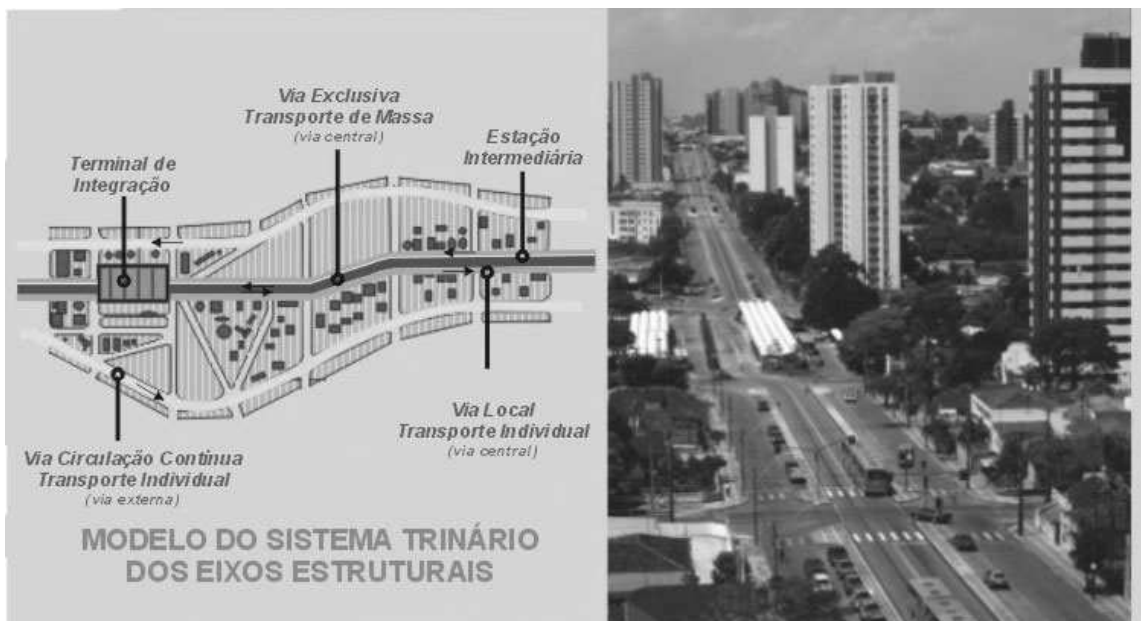 Via Exclusiva
Transporte de Massa
(via central)
Estação
Intermediária
Terminal de
Integração
Via Local
Transporte Individual
(via central)
Via Circulação Contínua
Transporte Individual
(via externa)
MODELO DO SISTEMA TRINÁRIO
DOS EIXOS ESTRUTURAIS